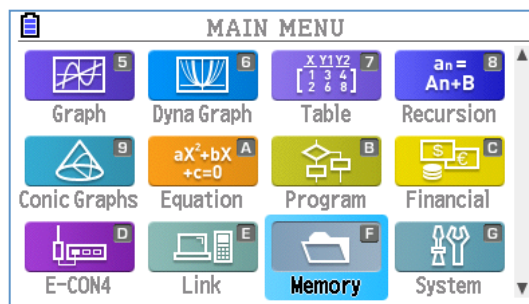 MAIN MENU
5 6 X Y1 Y2 7 an= 8
1 3 4
2 6 8 An+B
Graph Dyna Graph Table Recursion
9 aX²+bX A B $ € C
+c=0
Conic Graphs Equation Program Financial
D E F G
E-CON4 Link Memory System